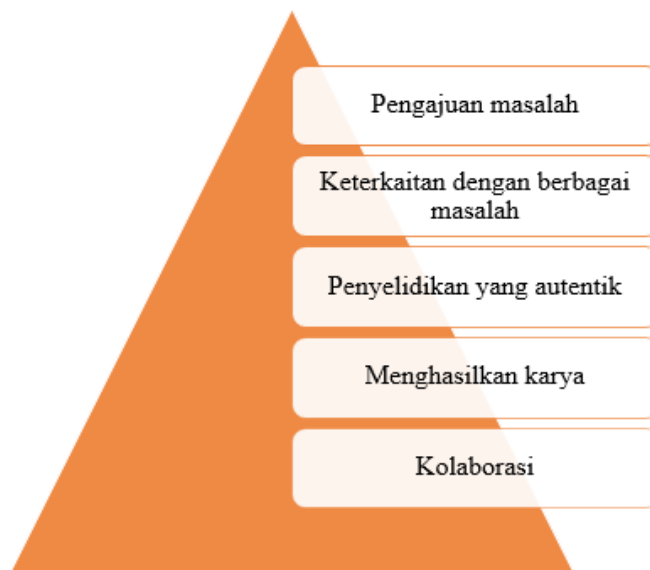 Pengajuan masalah
Keterkaitan dengan berbagai
masalah
Penyelidikan yang autentik
Menghasilkan karya
Kolaborasi